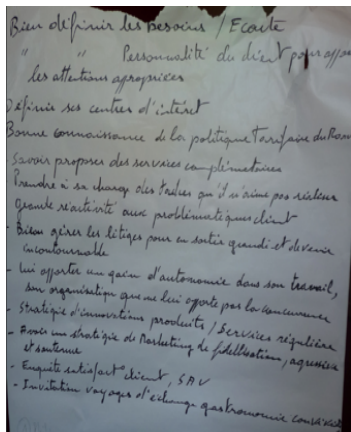 Bien définir les besoins / Ecoute
" " Personnalité du client pour
les attentions appropriées
Définir ses centres d'intérêt
Bonne connaissance de la politique tarifaire du
- Savoir proposer des services complémentaires
Prendre à sa charge des taches qu'il n'aime pas réaliser
Grande réactivité aux problématiques client
- Bien gérer les litiges pour en sortir grandi et devenir
incontournable
- Lui apporter un gain d'autonomie dans son travail,
son organisation que ne lui apporte pas la concurrence
- Stratégie d'innovations produits / Services régulière
- Avoir une stratégie de Marketing de fidélisation, agressive
et soutenue
- Enquête satisfact° client, SAV
- Invitation voyages d'échange gastronomie